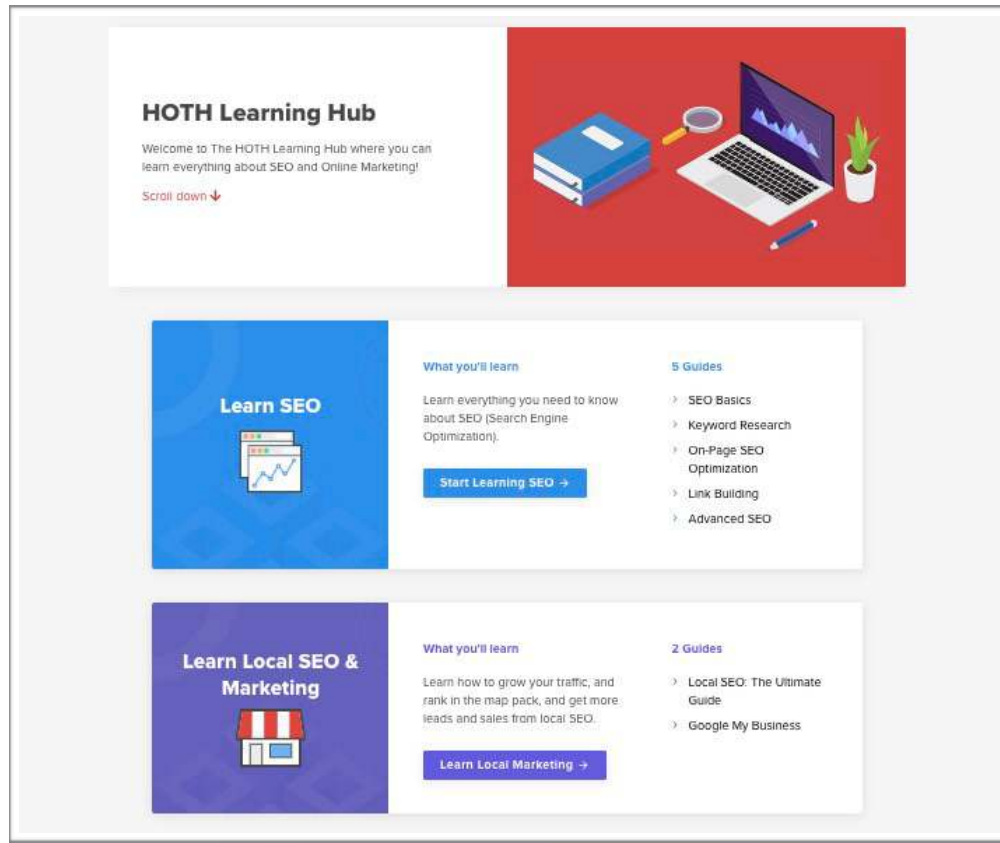 HOTH Learning Hub
Welcome to The HOTH Learning Hub where you can
learn everything about SEO and Online Marketing!
Scroll down ↓
Learn SEO
What you'll learn
Learn everything you need to know
about SEO (Search Engine
Optimization).
Start Learning SEO →
5 Guides
› SEO Basics
› Keyword Research
› On-Page SEO
Optimization
› Link Building
› Advanced SEO
Learn Local SEO &
Marketing
What you'll learn
Learn how to grow your traffic, and
rank in the map pack, and get more
leads and sales from local SEO.
Learn Local Marketing →
2 Guides
› Local SEO: The Ultimate
Guide
› Google My Business